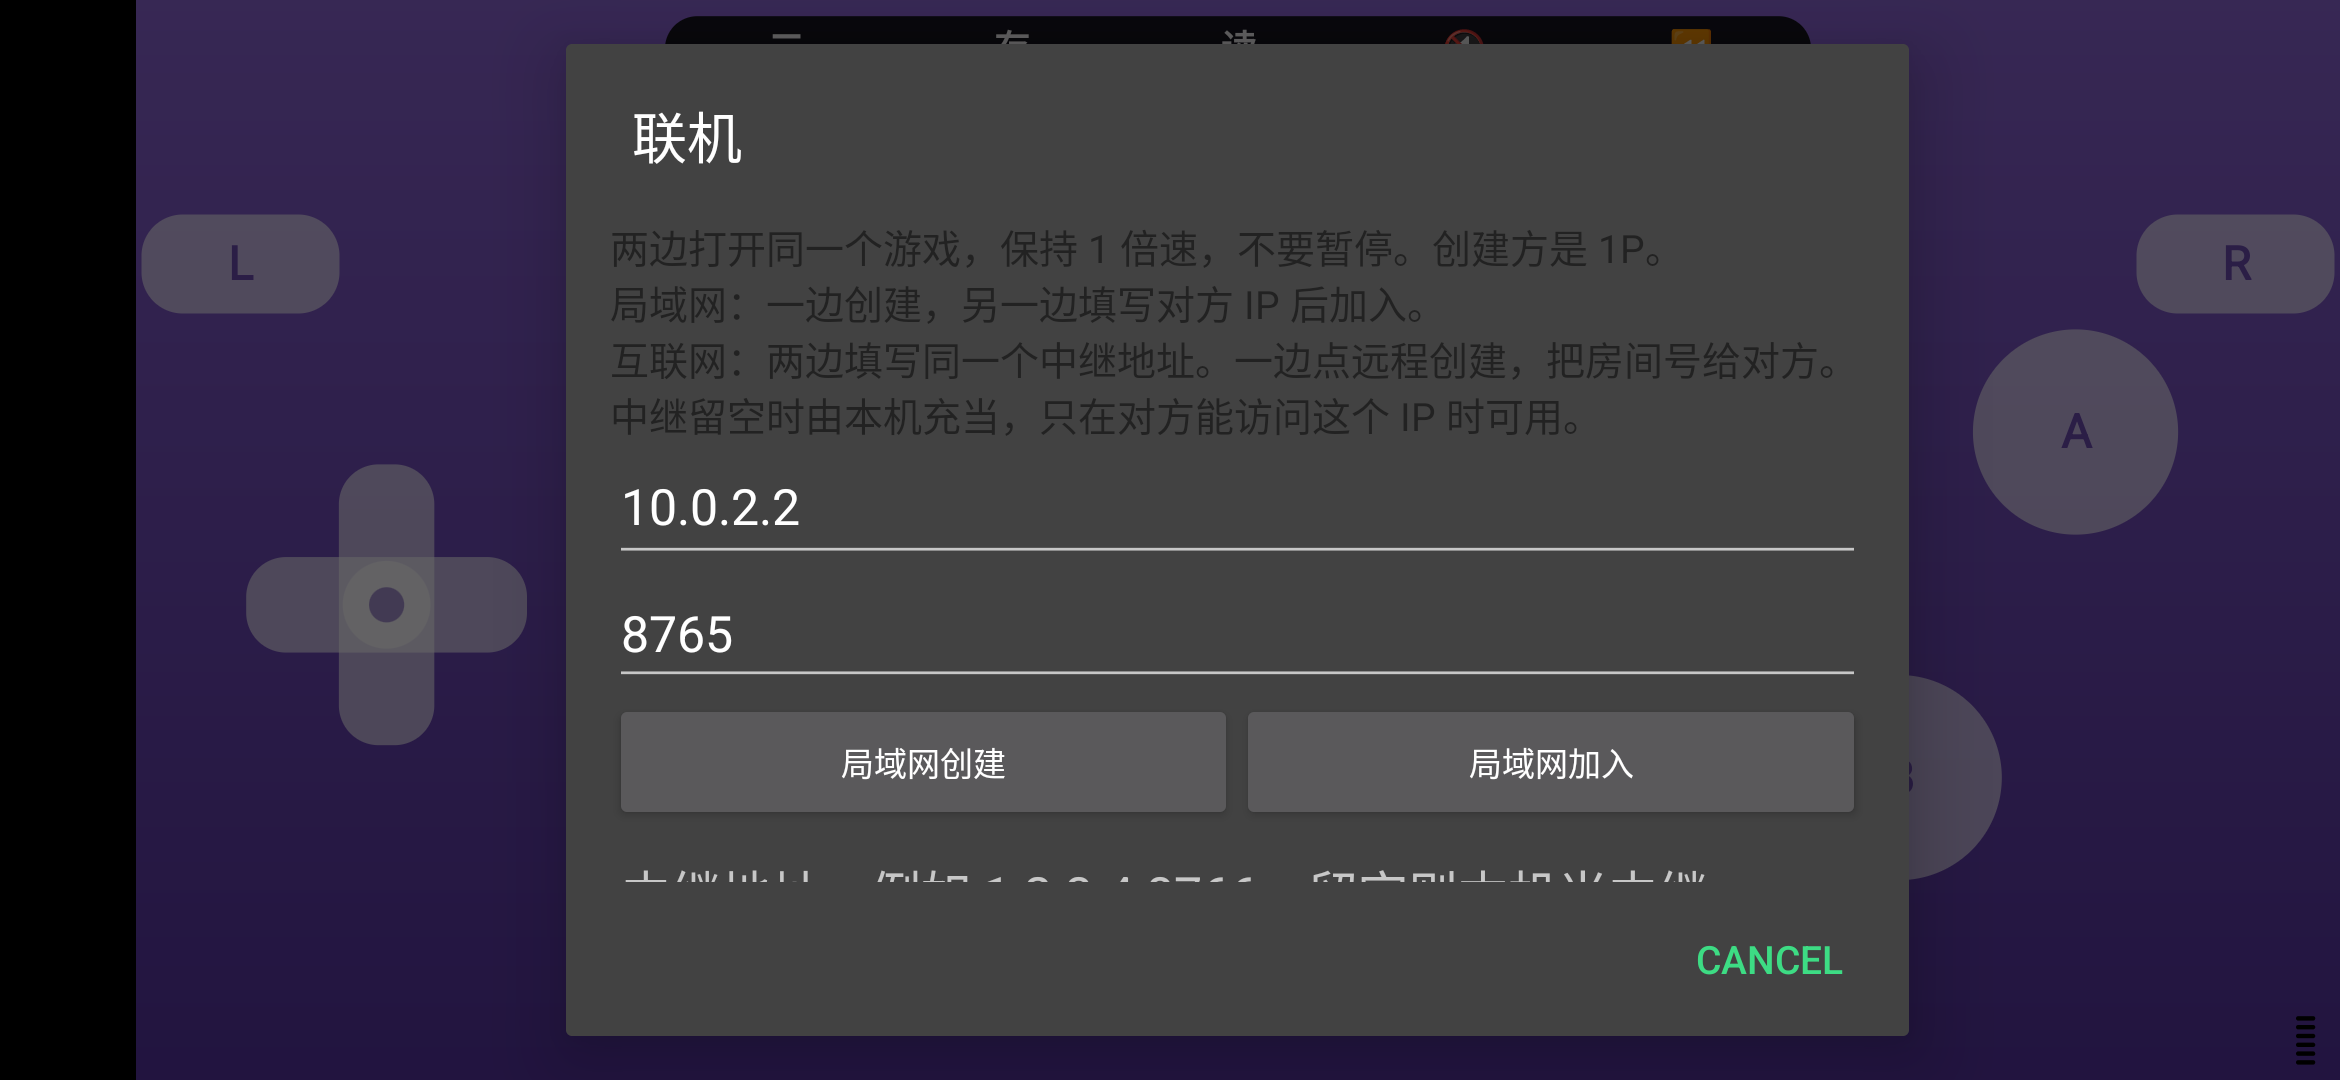 读
联机
两边打开同一个游戏，保持 1 倍速，不要暂停。创建方是 1P。
局域网：一边创建，另一边填写对方 IP 后加入。
互联网：两边填写同一个中继地址。一边点远程创建，把房间号给对方。
中继留空时由本机充当，只在对方能访问这个 IP 时可用。
L
R
10.0.2.2
A
8765
局域网创建
局域网加入
CANCEL